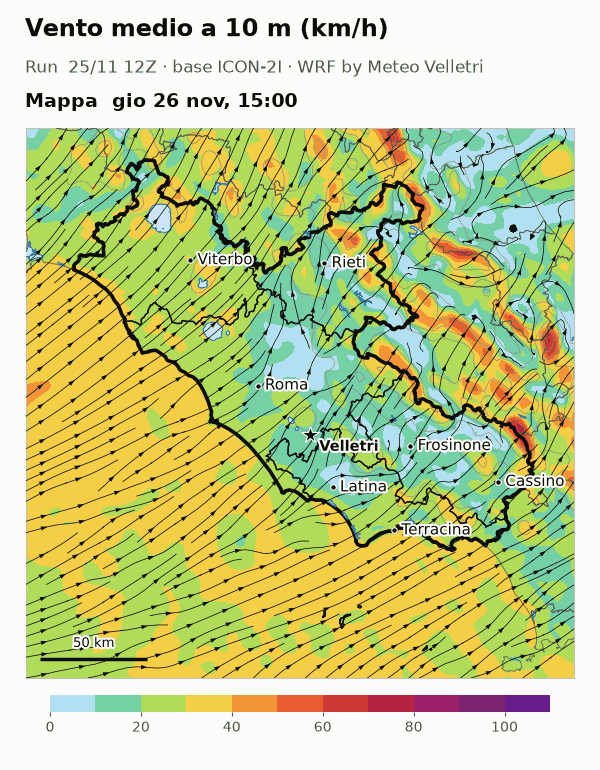 Vento medio a 10 m (km/h)
Run  25/11 12Z · base ICON-2I · WRF by Meteo Velletri
Mappa  gio 26 nov, 15:00
Viterbo
Rieti
Roma
Velletri
Frosinone
Latina
Cassino
Terracina
50 km
0 20 40 60 80 100